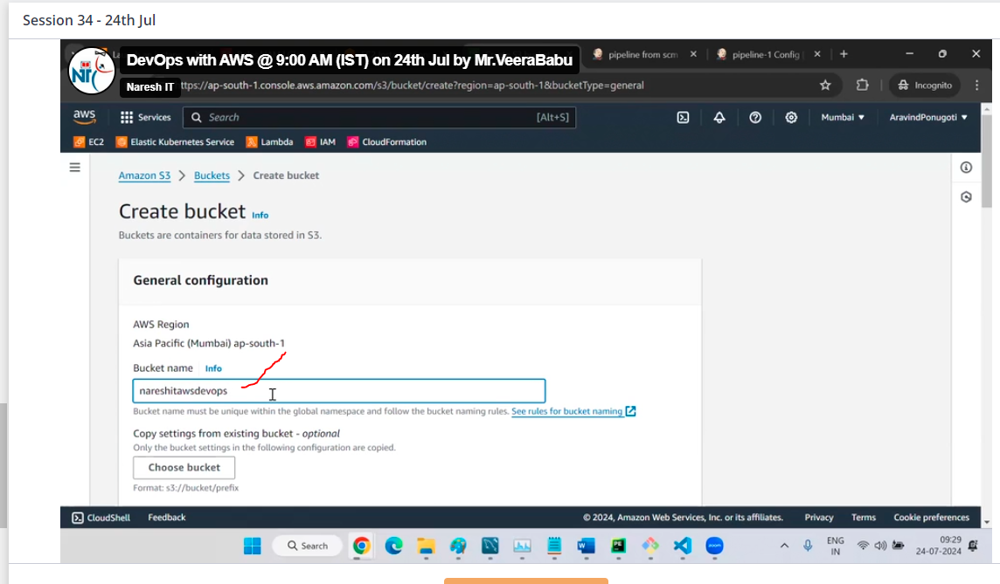 Session 34 - 24th Jul
DevOps with AWS @ 9:00 AM (IST) on 24th Jul by Mr.VeeraBabu
pipeline from scm
pipeline-1 Config
Naresh IT
ttps://ap-south-1.console.aws.amazon.com/s3/bucket/create?region=ap-south-1&bucketType=general
Incognito
aws
Services
Search
[Alt+S]
Mumbai
AravindPonugoti
EC2
Elastic Kubernetes Service
Lambda
IAM
CloudFormation
Amazon S3 > Buckets > Create bucket
Create bucket Info
Buckets are containers for data stored in S3.
General configuration
AWS Region
Asia Pacific (Mumbai) ap-south-1
Bucket name Info
nareshitawsdevops
Bucket name must be unique within the global namespace and follow the bucket naming rules. See rules for bucket naming
Copy settings from existing bucket - optional
Only the bucket settings in the following configuration are copied.
Choose bucket
Format: s3://bucket/prefix
CloudShell
Feedback
© 2024, Amazon Web Services, Inc. or its affiliates.
Privacy
Terms
Cookie preferences
Search
zoom
ENG
IN
09:29
24-07-2024